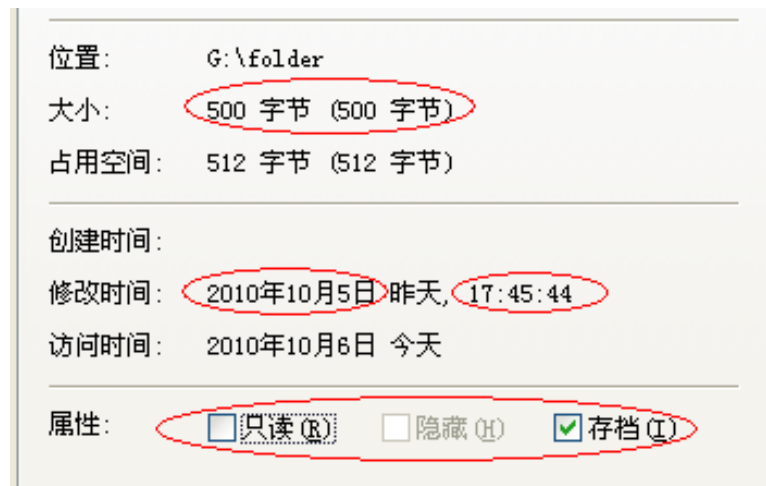 位置: G:\folder
大小: 500 字节 (500 字节)
占用空间: 512 字节 (512 字节)
创建时间:
修改时间: 2010年10月5日 昨天, 17:45:44
访问时间: 2010年10月6日 今天
属性: 只读(R) 隐藏(H) 存档(I)